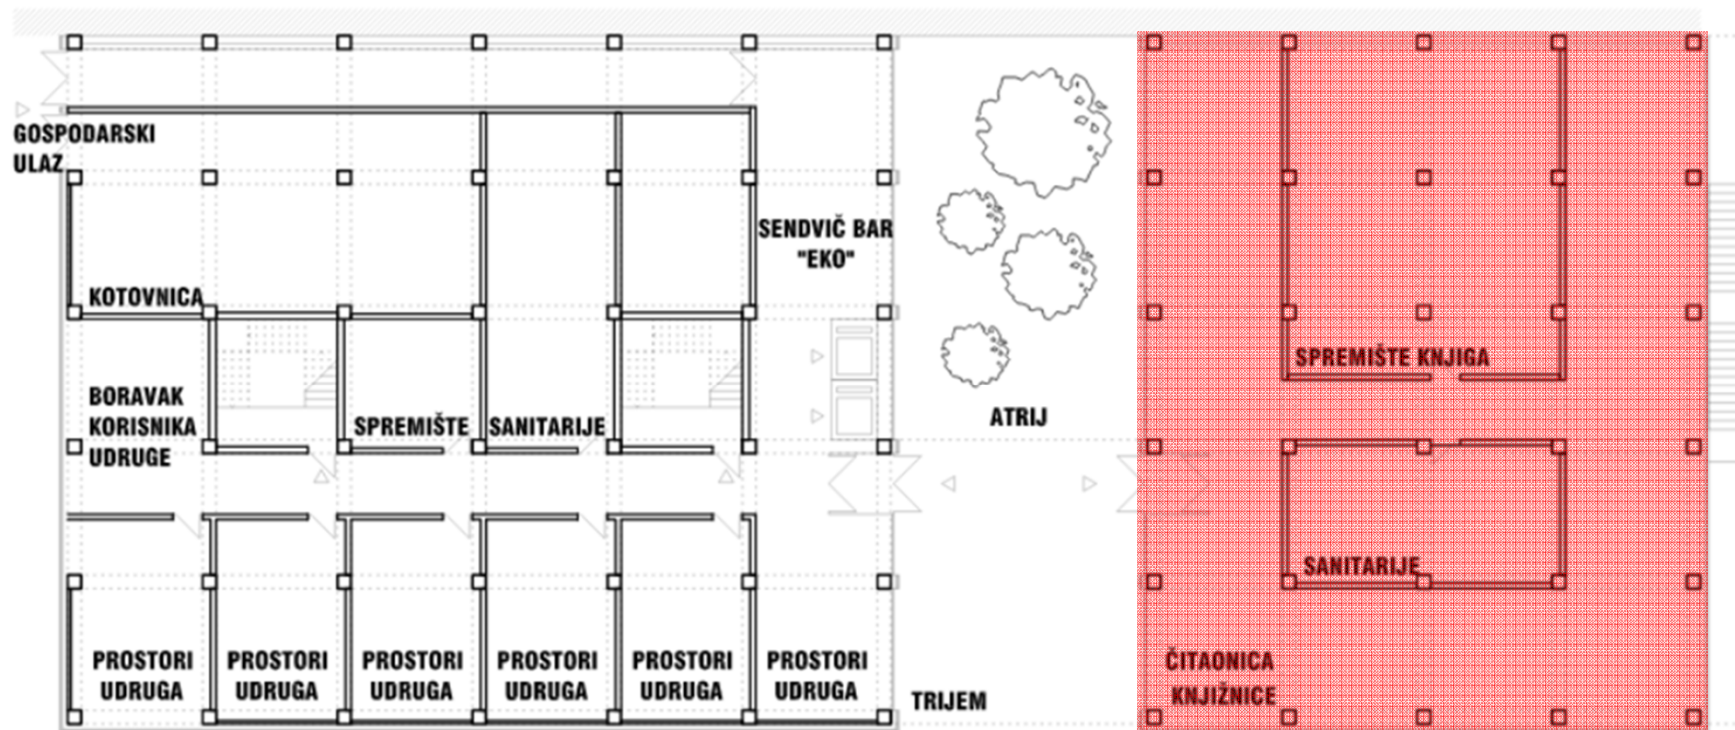 GOSPODARSKI
ULAZ
KOTOVNICA
BORAVAK
KORISNIKA
UDRUGE
SPREMIŠTE
SANITARIJE
SENDVIČ BAR
"EKO"
ATRIJ
SPREMIŠTE KNJIGA
SANITARIJE
PROSTORI
UDRUGA
PROSTORI
UDRUGA
PROSTORI
UDRUGA
PROSTORI
UDRUGA
PROSTORI
UDRUGA
PROSTORI
UDRUGA
TRIJEM
ČITAONICA
KNJIŽNICE